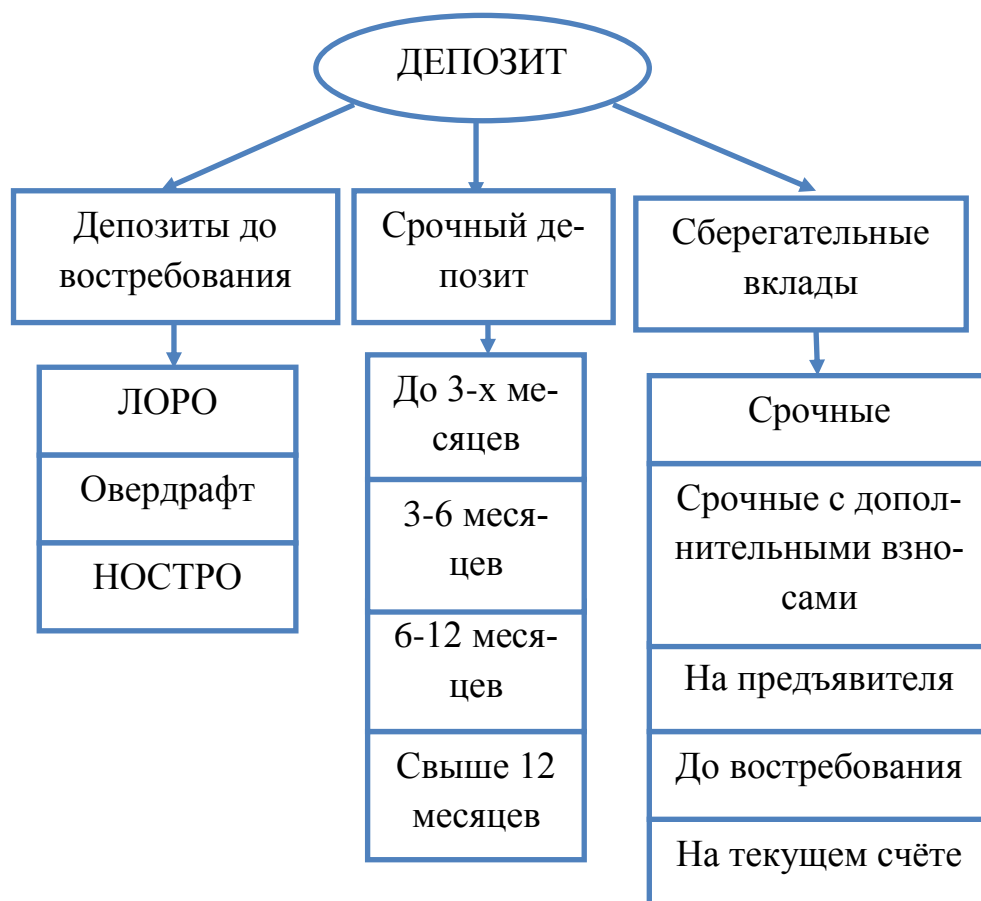 ДЕПОЗИТ
Депозиты до
востребования
ЛОРО
Овердрафт
НОСТРО
Срочный де-
позит
До 3-х ме-
сяцев
3-6 меся-
цев
6-12 меся-
цев
Свыше 12
месяцев
Сберегательные
вклады
Срочные
Срочные с допол-
нительными взно-
сами
На предъявителя
До востребования
На текущем счёте